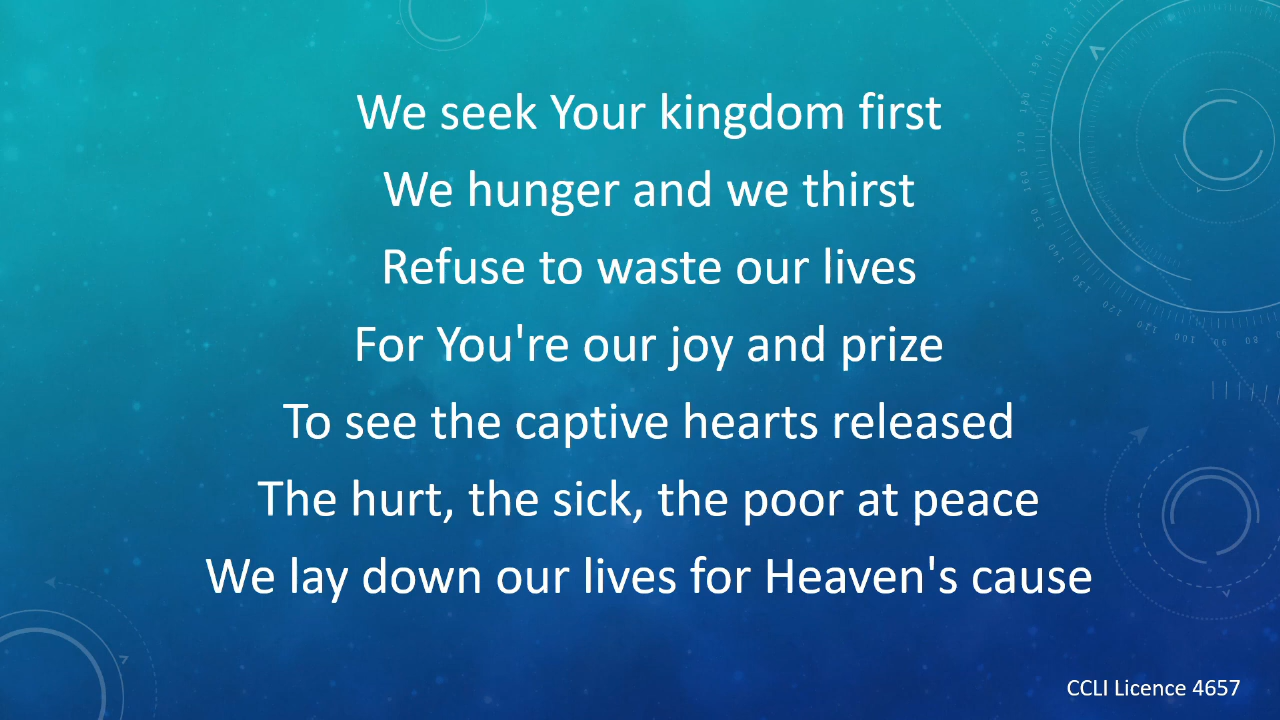 We seek Your kingdom first
We hunger and we thirst
Refuse to waste our lives
For You're our joy and prize
To see the captive hearts released
The hurt, the sick, the poor at peace
We lay down our lives for Heaven's cause
CCLI Licence 4657